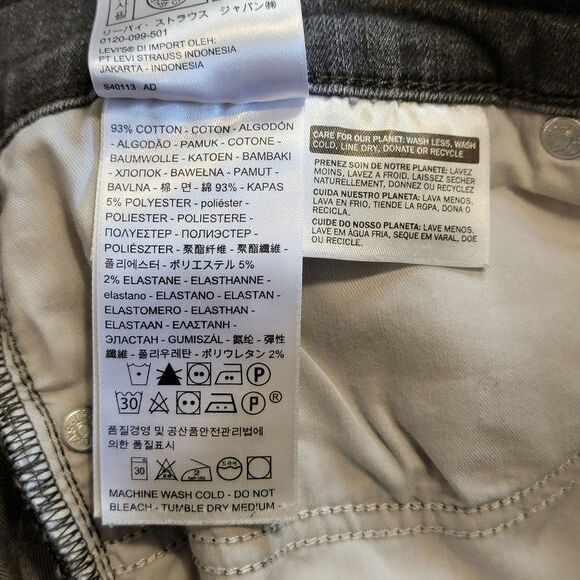 リーバイ・ストラウス ジャパン㈱
0120-099-501
LEVI'S® DI IMPORT OLEH:
PT LEVI STRAUSS INDONESIA
JAKARTA - INDONESIA
S40113 AD
93% COTTON - COTON - ALGODÓN
- ALGODÃO - PAMUK - COTONE -
BAUMWOLLE - KATOEN - BAMBAKI
- ХЛОПОК - BAWEŁNA - PAMUT -
BAVLNA - 棉 - 면 - 綿 93% - KAPAS
5% POLYESTER - poliéster -
POLIESTER - POLIESTERE -
ΠΟΛΥΕΣΤΕΡ - ПОЛИЭСТЕР -
POLIÉSZTER - 聚酯纤维 - 聚酯纖維 -
폴리에스터 - ポリエステル 5%
2% ELASTANE - ELASTHANNE -
elastano - ELASTANO - ELASTAN -
ELASTOMERO - ELASTHAN -
ELASTAAN - ΕΛΑΣΤΑΝΗ -
ЭЛАСТАН - GUMISZÁL - 氨纶 - 彈性
纖維 - 폴리우레탄 - ポリウレタン 2%
P
30 P ®
품질경영 및 공산품안전관리법에
의한 품질표시
30 2
MACHINE WASH COLD - DO NOT
BLEACH - TUMBLE DRY MEDIUM -
CARE FOR OUR PLANET: WASH LESS, WASH
COLD, LINE DRY, DONATE OR RECYCLE
PRENEZ SOIN DE NOTRE PLANETE: LAVEZ
MOINS, LAVEZ A FROID, LAISSEZ SECHER
NATURELLEMENT, DONNEZ OU RECYCLEZ
CUIDA NUESTRO PLANETA: LAVA MENOS,
LAVA EN FRIO, TIENDE LA ROPA, DONA O
RECICLA.
CUIDE DO NOSSO PLANETA: LAVE MENOS,
LAVE EM ÁGUA FRIA, SEQUE EM VARAL, DOE
OU RECICLE.